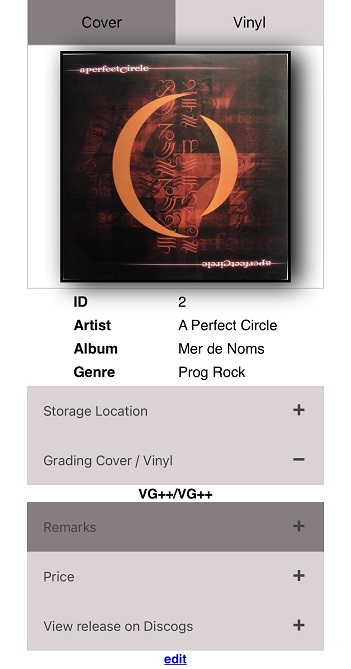 Cover Vinyl
aperfectCircle
aperfectCircle
ID 2
Artist A Perfect Circle
Album Mer de Noms
Genre Prog Rock
Storage Location +
Grading Cover / Vinyl −
VG++/VG++
Remarks +
Price +
View release on Discogs +
edit